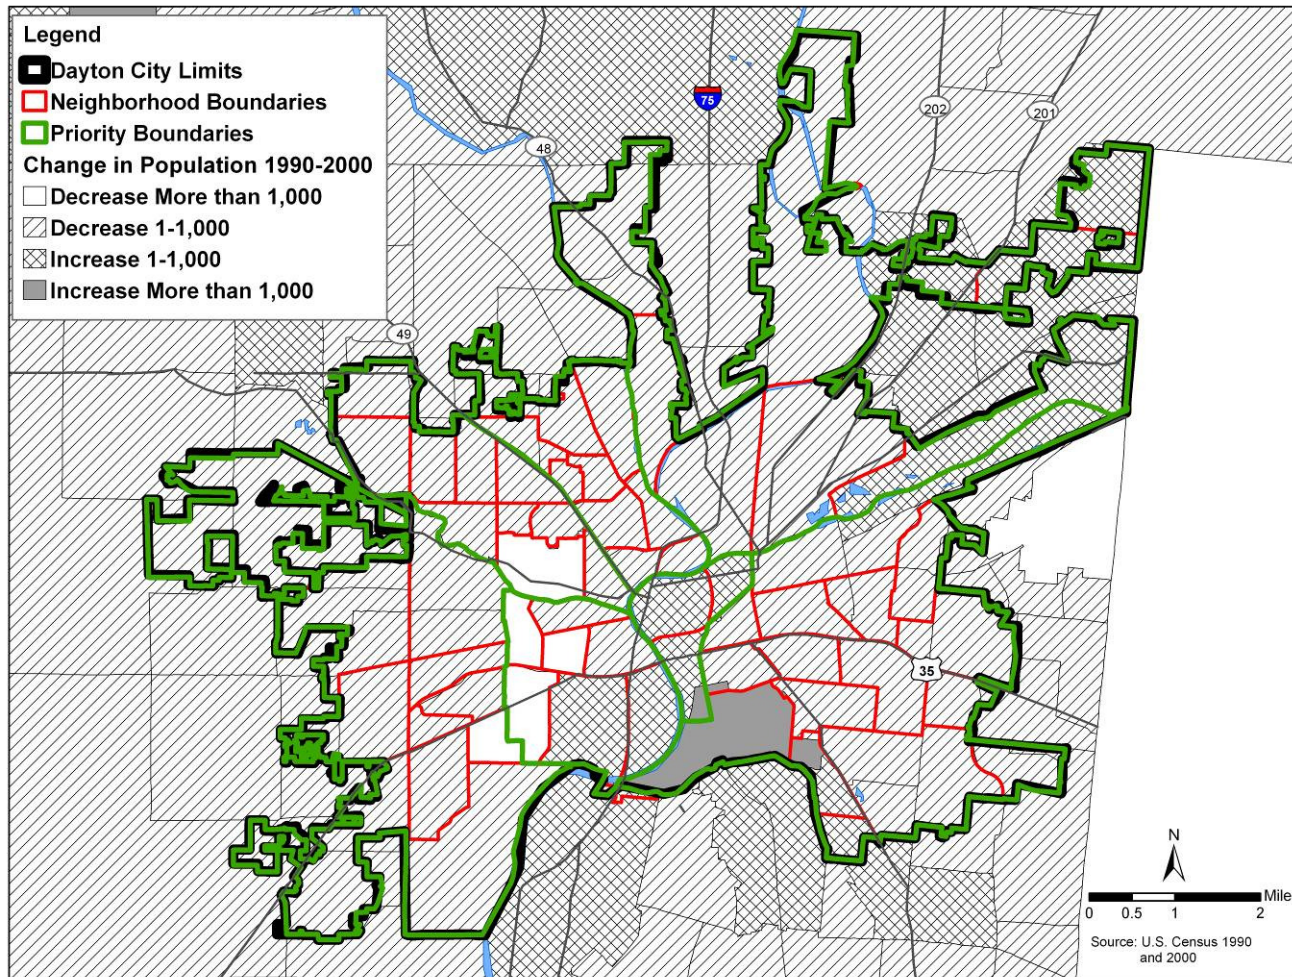 Legend
Dayton City Limits
Neighborhood Boundaries
Priority Boundaries
Change in Population 1990-2000
Decrease More than 1,000
Decrease 1-1,000
Increase 1-1,000
Increase More than 1,000
75
202
201
48
49
35
N
Mile
0 0.5 1 2
Source: U.S. Census 1990
and 2000